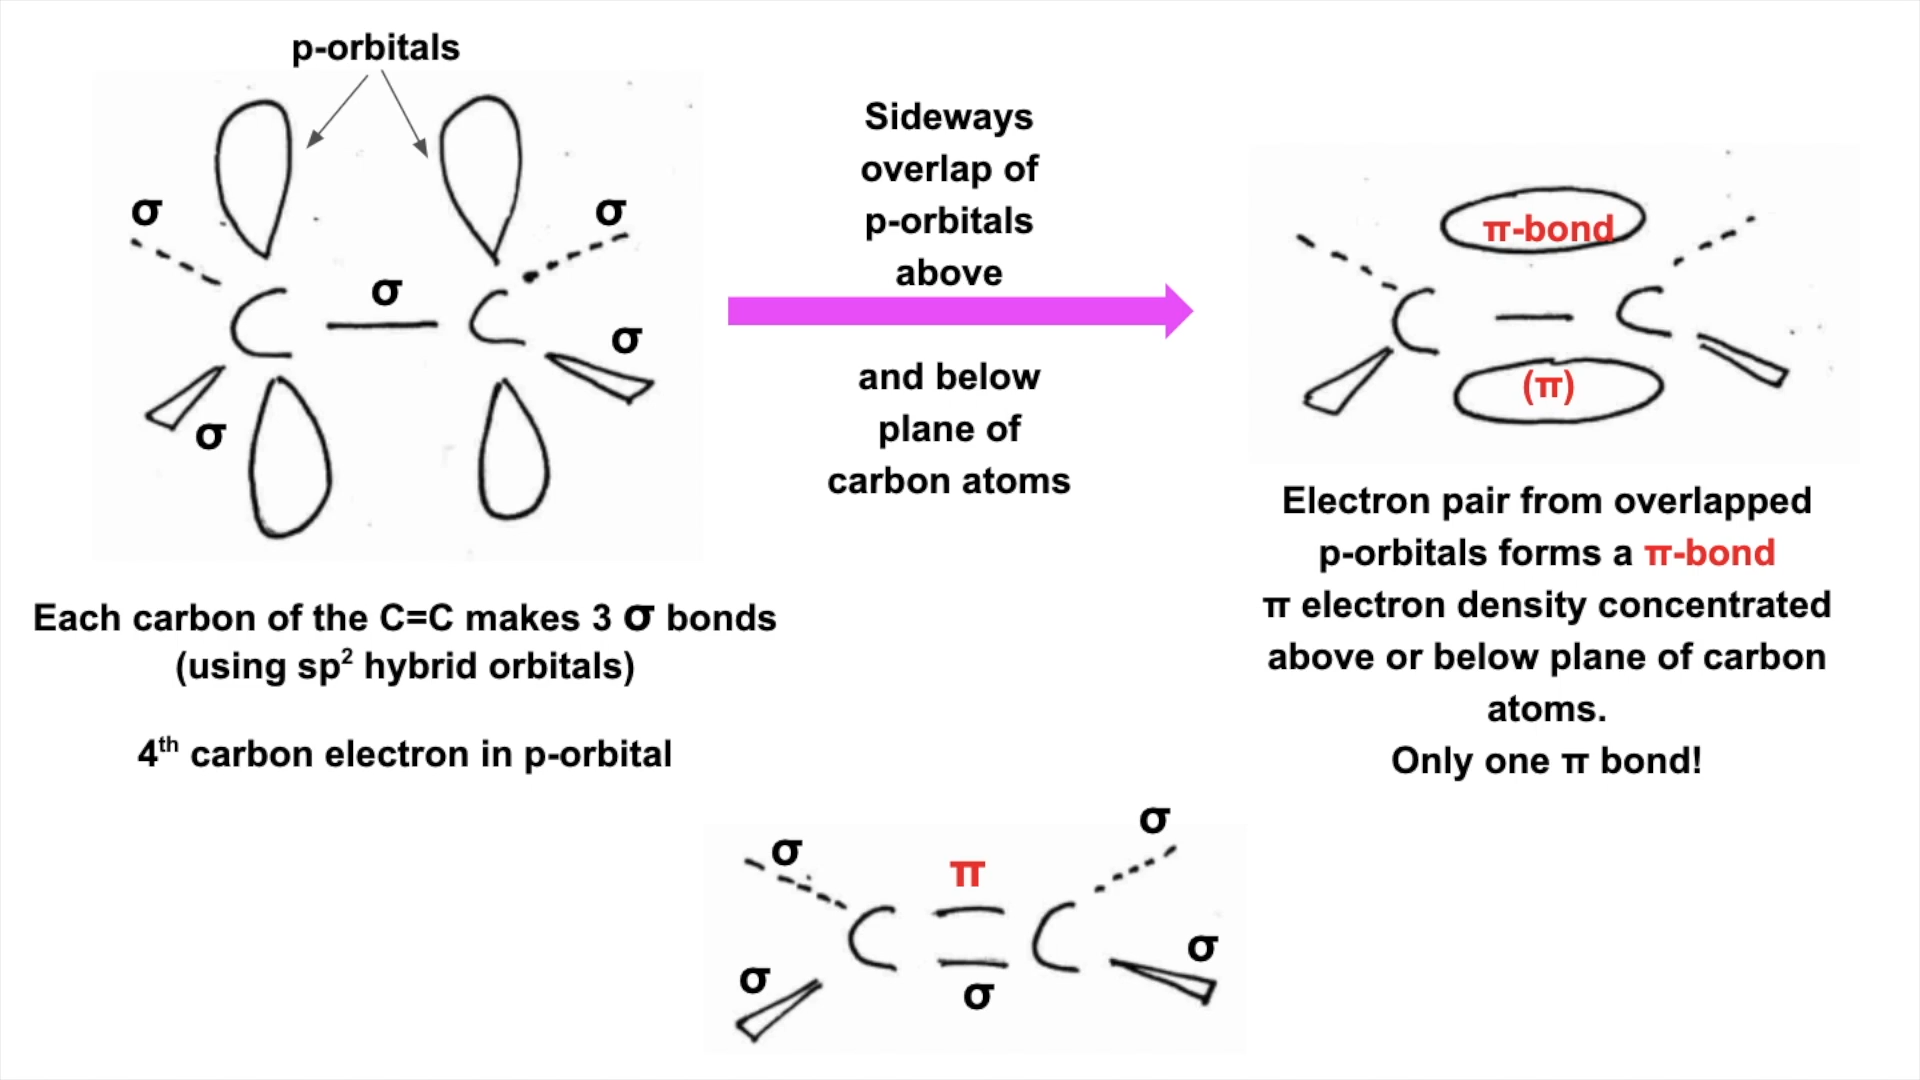 p-orbitals
σ
σ
σ
σ
σ
C
C
Each carbon of the C=C makes 3 σ bonds
(using sp² hybrid orbitals)
4th carbon electron in p-orbital
Sideways
overlap of
p-orbitals
above
and below
plane of
carbon atoms
π-bond
C
C
(π)
Electron pair from overlapped
p-orbitals forms a π-bond
π electron density concentrated
above or below plane of carbon
atoms.
Only one π bond!
σ
σ
π
C
C
σ
σ
σ